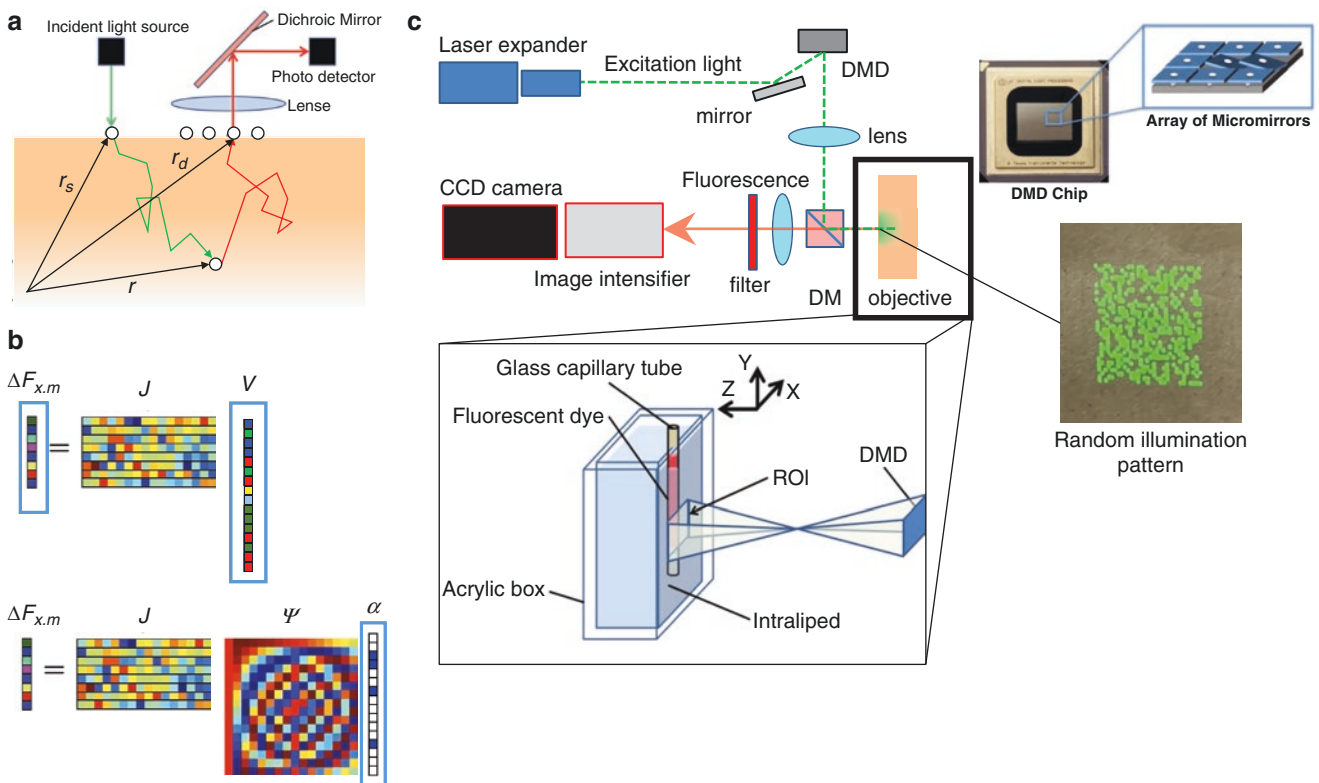 a
Incident light source
Dichroic Mirror
Photo detector
Lense
r_s
r_d
r
b
ΔF_{x.m}
J
V
=
ΔF_{x.m}
J
Ψ
α
=
c
Laser expander
Excitation light
DMD
mirror
lens
CCD camera
Fluorescence
Image intensifier
filter
DM
objective
Array of Micromirrors
DMD Chip
Random illumination
pattern
Glass capillary tube
Fluorescent dye
Y
Z
X
DMD
ROI
Acrylic box
Intraliped